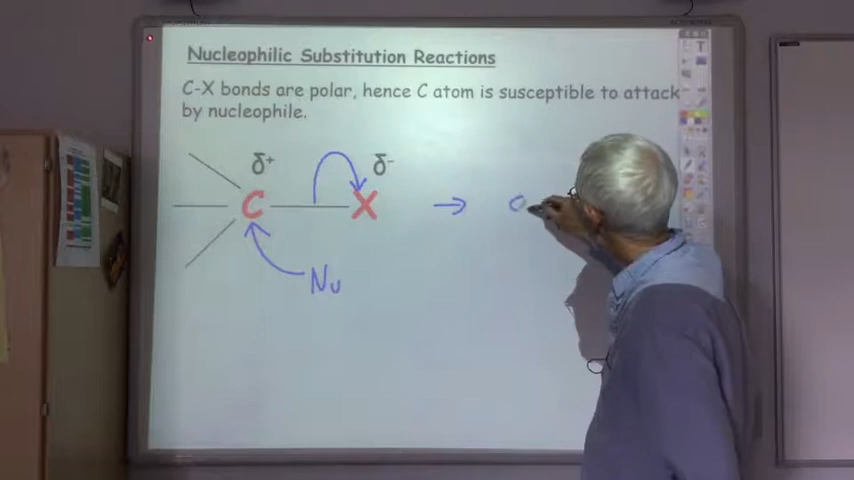 Nucleophilic Substitution Reactions
C-X bonds are polar, hence C atom is susceptible to attack
by nucleophile.
δ+ δ-
C X → C
Nu